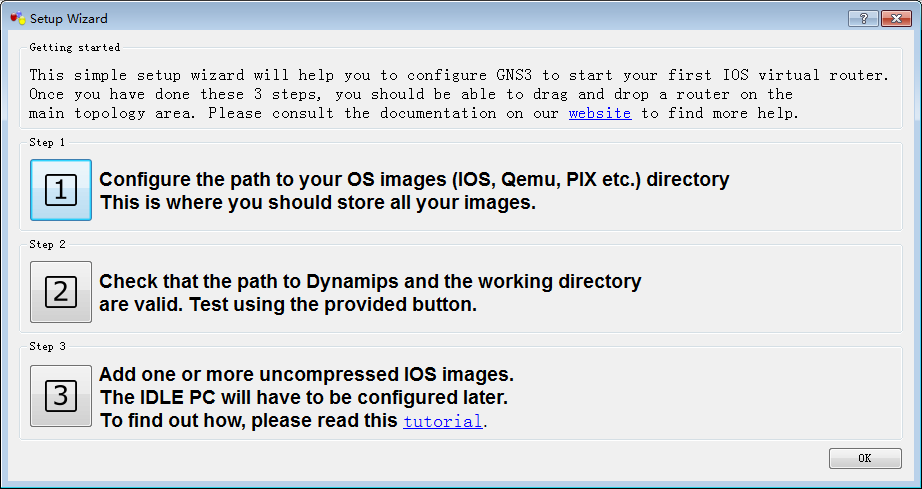 Setup Wizard
?
Getting started
This simple setup wizard will help you to configure GNS3 to start your first IOS virtual router.
Once you have done these 3 steps, you should be able to drag and drop a router on the
main topology area. Please consult the documentation on our website to find more help.
Step 1
1
Configure the path to your OS images (IOS, Qemu, PIX etc.) directory
This is where you should store all your images.
Step 2
2
Check that the path to Dynamips and the working directory
are valid. Test using the provided button.
Step 3
3
Add one or more uncompressed IOS images.
The IDLE PC will have to be configured later.
To find out how, please read this tutorial.
OK